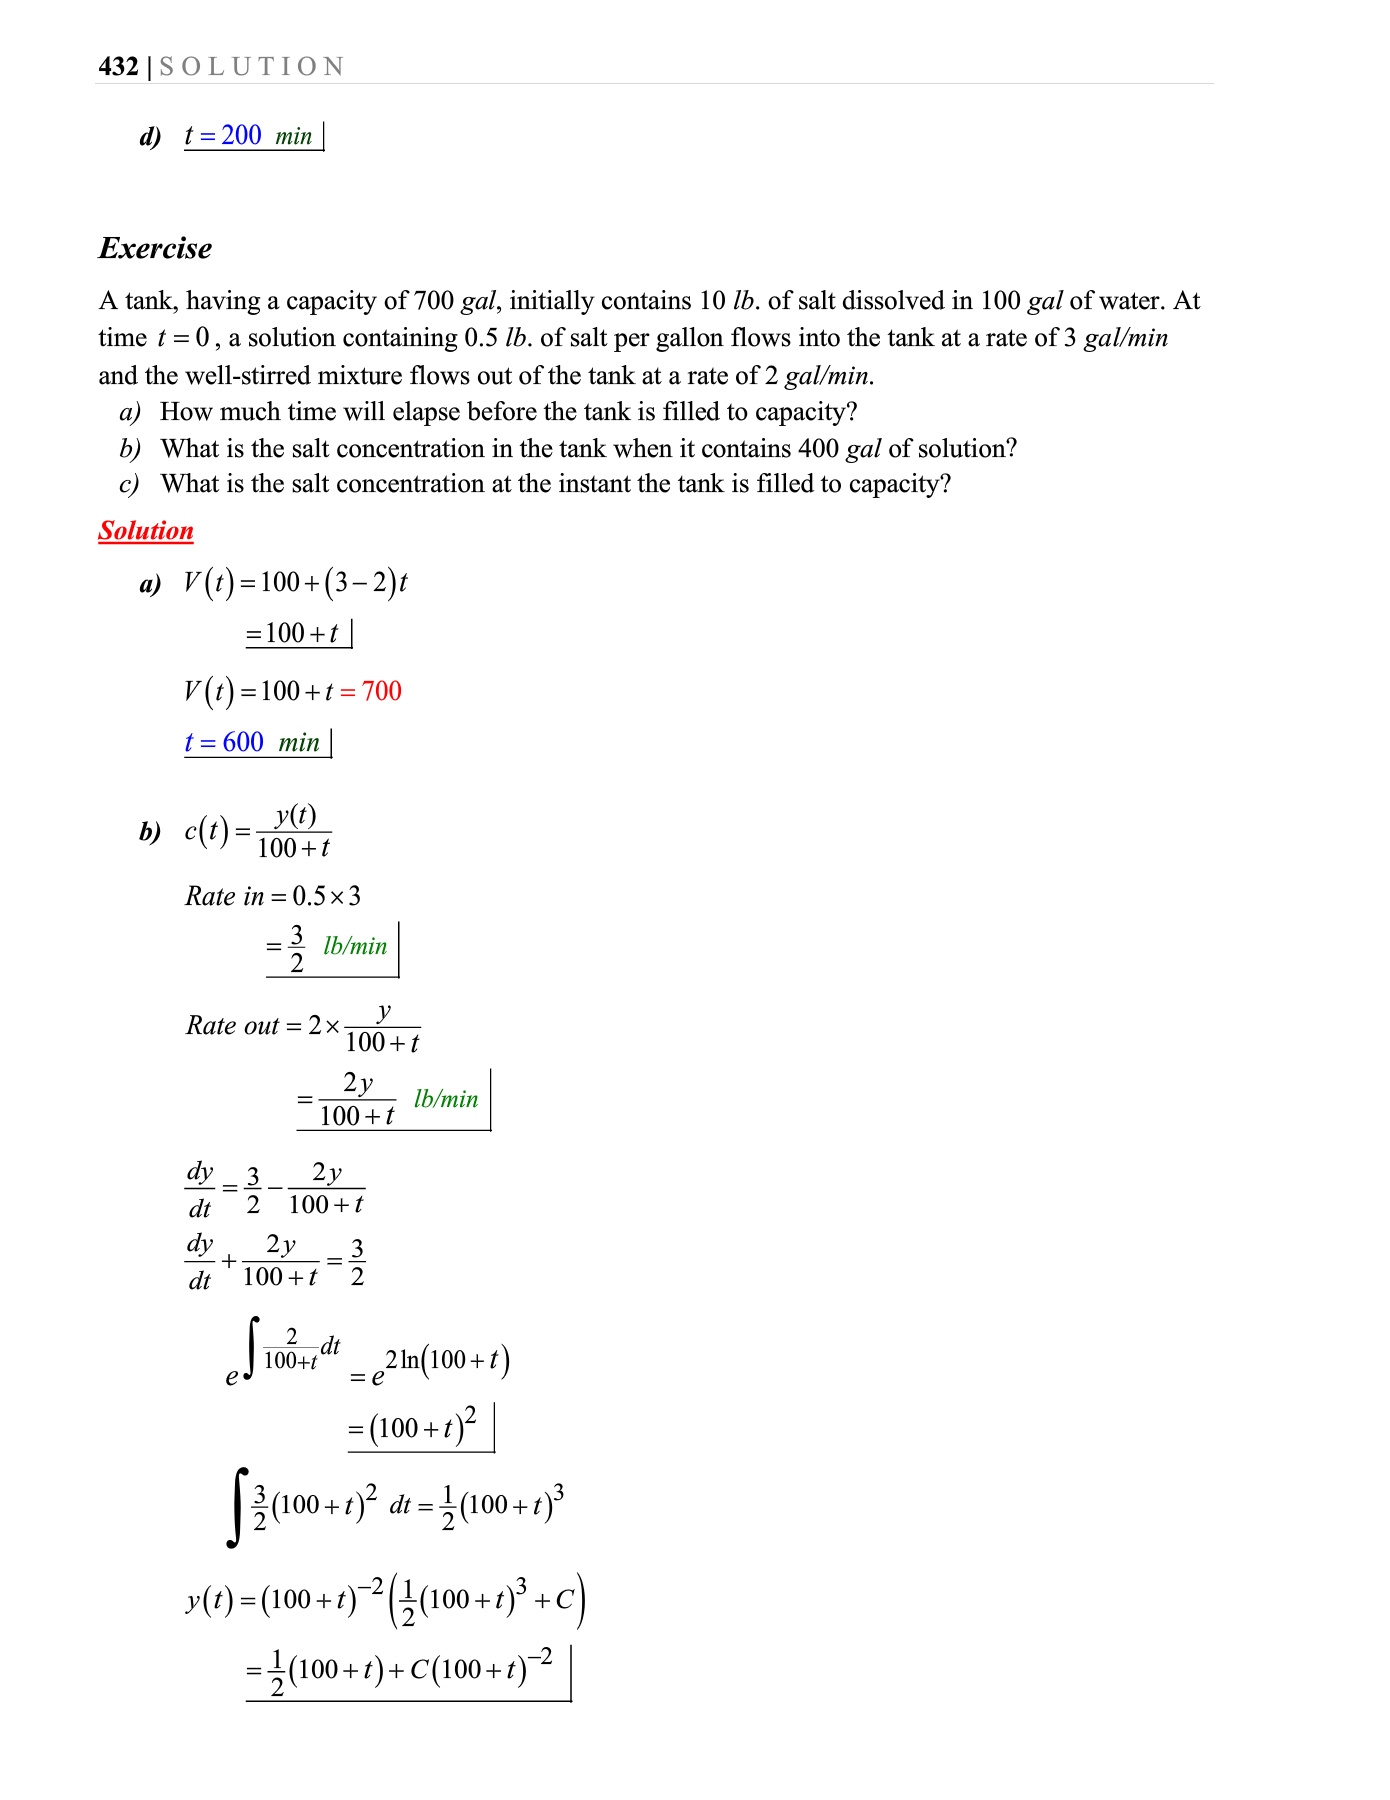 432 | S O L U T I O N
d) t = 200 min
Exercise
A tank, having a capacity of 700 gal, initially contains 10 lb. of salt dissolved in 100 gal of water. At
time t = 0 , a solution containing 0.5 lb. of salt per gallon flows into the tank at a rate of 3 gal/min
and the well-stirred mixture flows out of the tank at a rate of 2 gal/min.
a) How much time will elapse before the tank is filled to capacity?
b) What is the salt concentration in the tank when it contains 400 gal of solution?
c) What is the salt concentration at the instant the tank is filled to capacity?
Solution
a) V(t) = 100 + (3 − 2)t
= 100 + t
V(t) = 100 + t = 700
t = 600 min
b) c(t) = \frac{y(t)}{100 + t}
Rate in = 0.5 × 3
= \frac{3}{2} lb/min
Rate out = 2 × \frac{y}{100 + t}
= \frac{2y}{100 + t} lb/min
\frac{dy}{dt} = \frac{3}{2} − \frac{2y}{100 + t}
\frac{dy}{dt} + \frac{2y}{100 + t} = \frac{3}{2}
e^{\int \frac{2}{100+t} dt} = e^{2 ln(100 + t)}
= (100 + t)^2
\int \frac{3}{2}(100 + t)^2 dt = \frac{1}{2}(100 + t)^3
y(t) = (100 + t)^{−2} (\frac{1}{2}(100 + t)^3 + C)
= \frac{1}{2}(100 + t) + C(100 + t)^{−2}